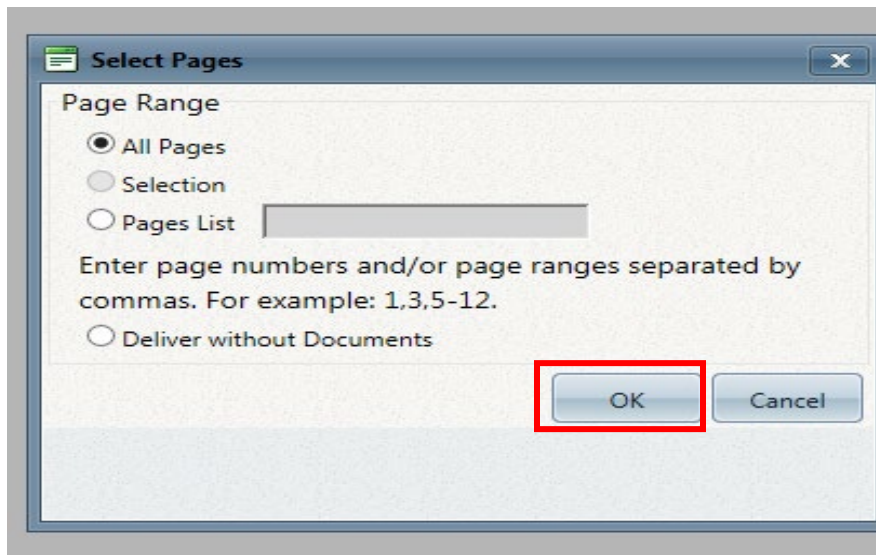 Select Pages
Page Range
All Pages
Selection
Pages List
Enter page numbers and/or page ranges separated by
commas. For example: 1,3,5-12.
Deliver without Documents
OK Cancel